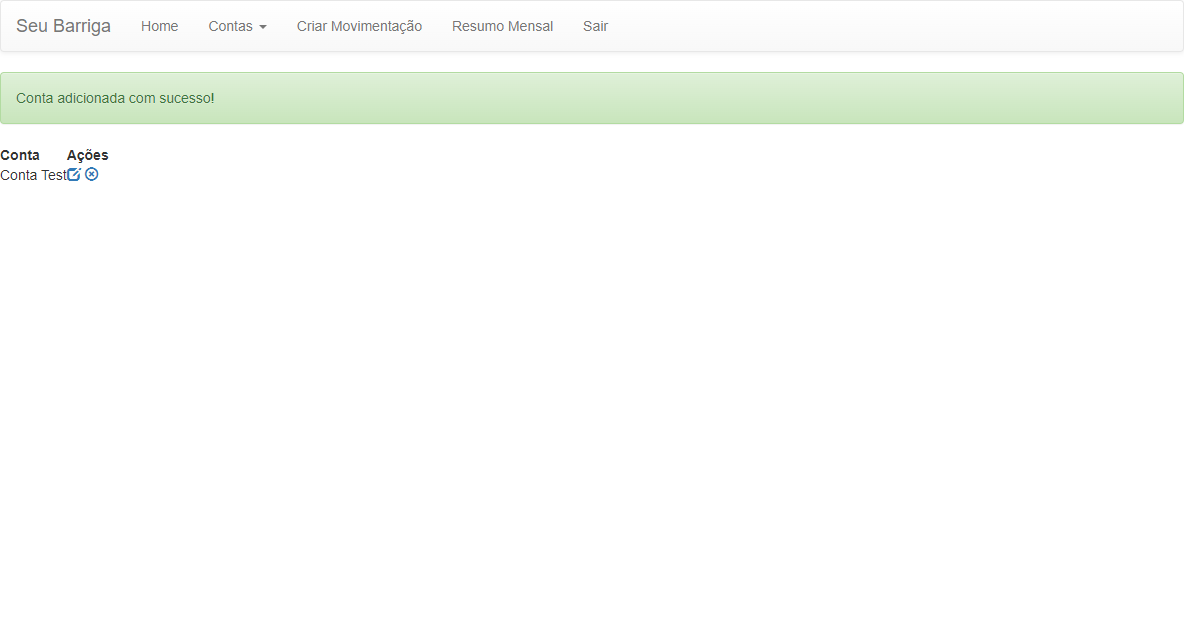 Seu Barriga Home Contas Criar Movimentação Resumo Mensal Sair
Conta adicionada com sucesso!
Conta Ações
Conta Test